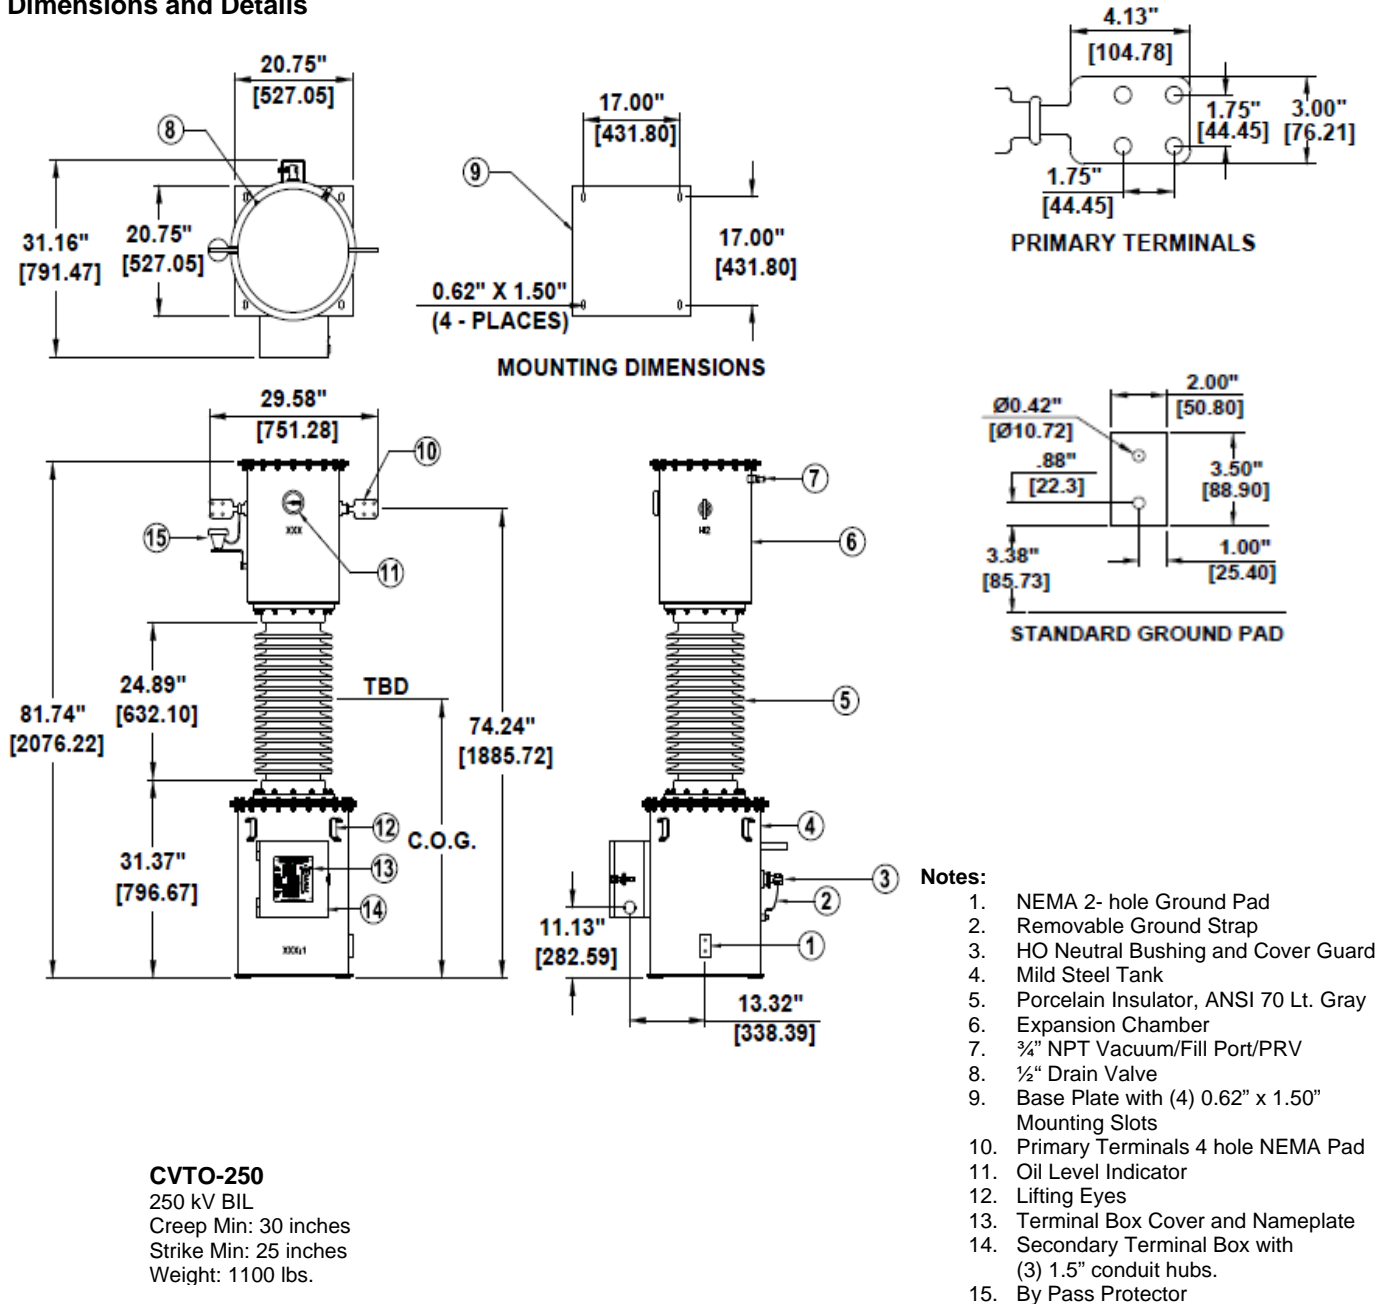 Dimensions and Details
20.75"
[527.05]
8
31.16"
[791.47]
20.75"
[527.05]
17.00"
[431.80]
9
17.00"
[431.80]
0.62" X 1.50"
(4 - PLACES)
MOUNTING DIMENSIONS
4.13"
[104.78]
1.75"
[44.45]
3.00"
[76.21]
1.75"
[44.45]
PRIMARY TERMINALS
2.00"
[50.80]
Ø0.42"
[Ø10.72]
.88"
[22.3]
3.50"
[88.90]
3.38"
[85.73]
1.00"
[25.40]
STANDARD GROUND PAD
29.58"
[751.28]
10
15
XXX
11
24.89"
[632.10]
TBD
81.74"
[2076.22]
74.24"
[1885.72]
12
C.O.G.
31.37"
[796.67]
13
14
7
H2
6
5
4
3
2
11.13"
[282.59]
1
13.32"
[338.39]
Notes:
1. NEMA 2- hole Ground Pad
2. Removable Ground Strap
3. HO Neutral Bushing and Cover Guard
4. Mild Steel Tank
5. Porcelain Insulator, ANSI 70 Lt. Gray
6. Expansion Chamber
7. ¾” NPT Vacuum/Fill Port/PRV
8. ½“ Drain Valve
9. Base Plate with (4) 0.62” x 1.50”
Mounting Slots
10. Primary Terminals 4 hole NEMA Pad
11. Oil Level Indicator
12. Lifting Eyes
13. Terminal Box Cover and Nameplate
14. Secondary Terminal Box with
(3) 1.5” conduit hubs.
15. By Pass Protector
CVTO-250
250 kV BIL
Creep Min: 30 inches
Strike Min: 25 inches
Weight: 1100 lbs.